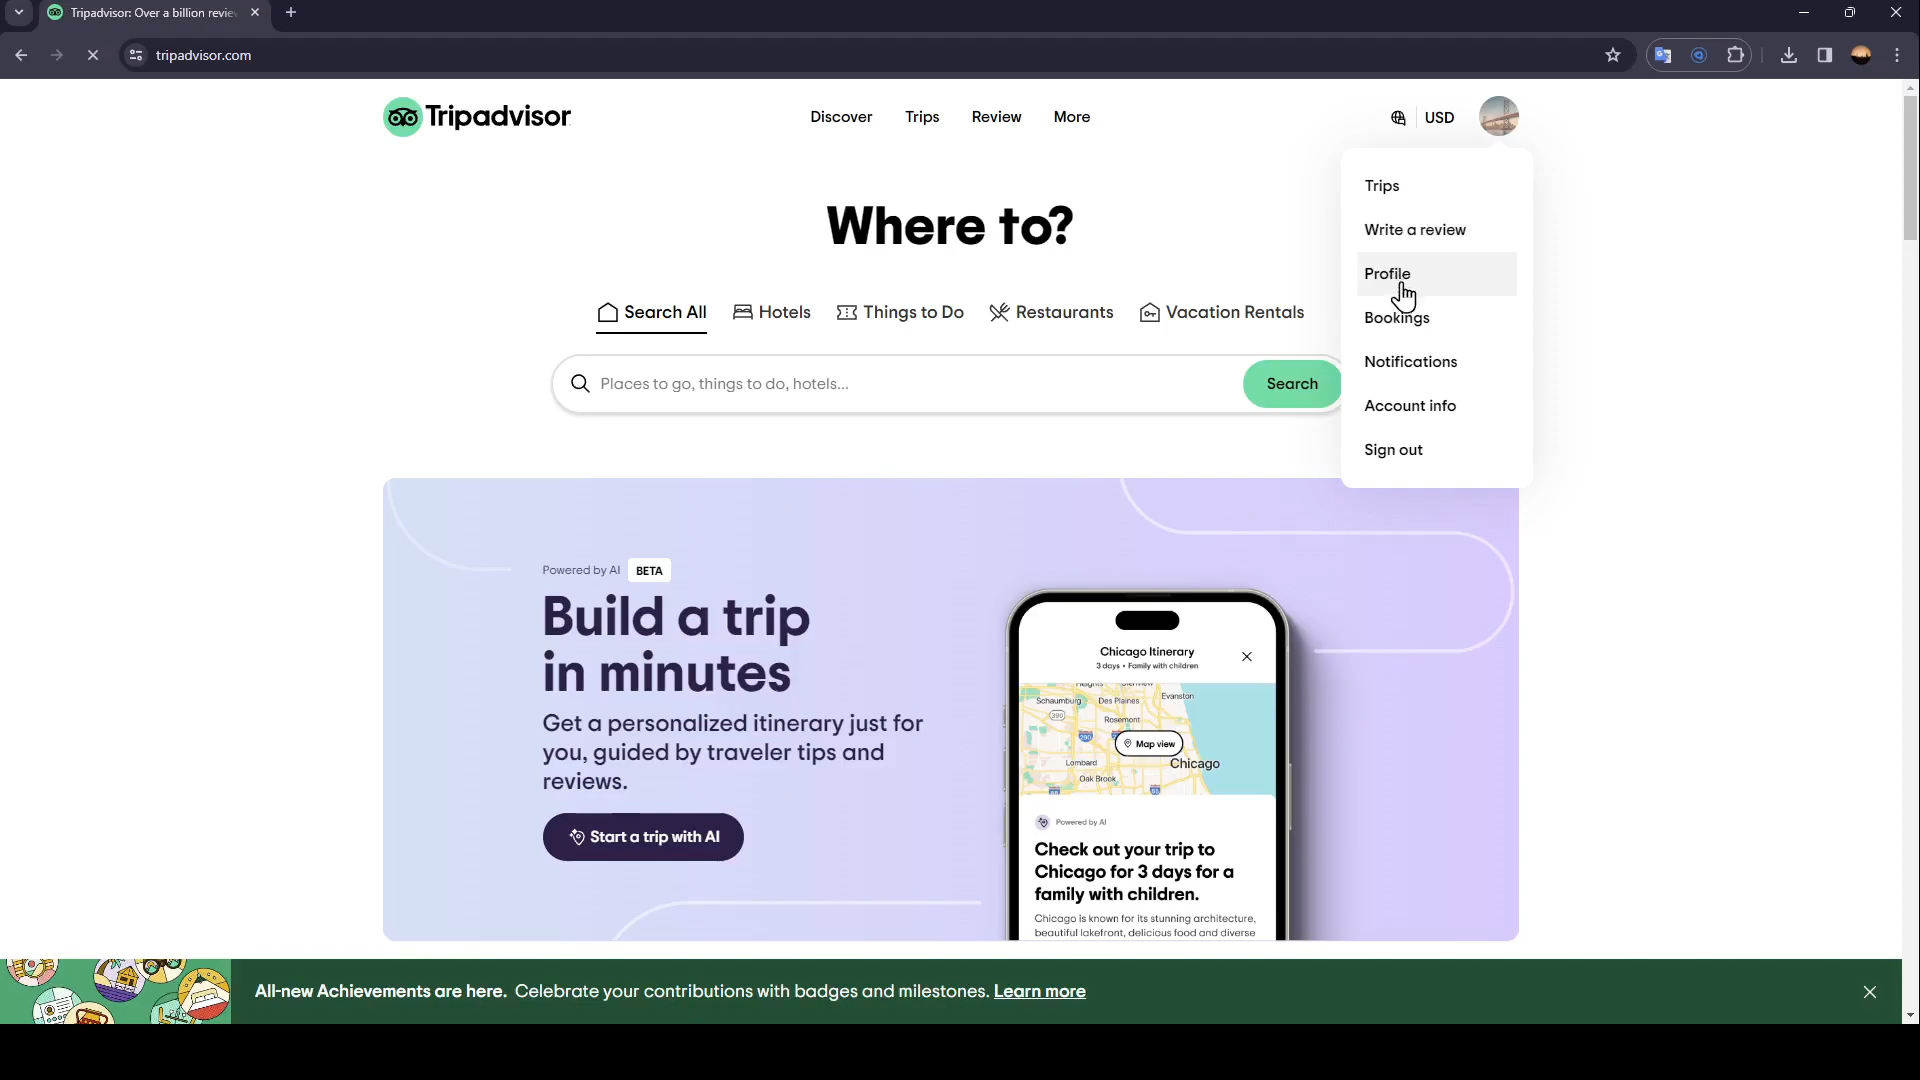 Tripadvisor: Over a billion revie
tripadvisor.com
Tripadvisor
Discover
Trips
Review
More
USD
Trips
Write a review
Profile
Bookings
Notifications
Account info
Sign out
Where to?
Search All
Hotels
Things to Do
Restaurants
Vacation Rentals
Places to go, things to do, hotels...
Search
Powered by AI BETA
Build a trip
in minutes
Get a personalized itinerary just for
you, guided by traveler tips and
reviews.
Start a trip with AI
Chicago Itinerary
3 days • Family with children
Schaumburg
Des Plaines
Evanston
390
Rosemont
290
Map view
Lombard
Chicago
Oak Brook
Powered by AI
Check out your trip to
Chicago for 3 days for a
family with children.
Chicago is known for its stunning architecture,
beautiful lakefront, delicious food and diverse
All-new Achievements are here. Celebrate your contributions with badges and milestones. Learn more